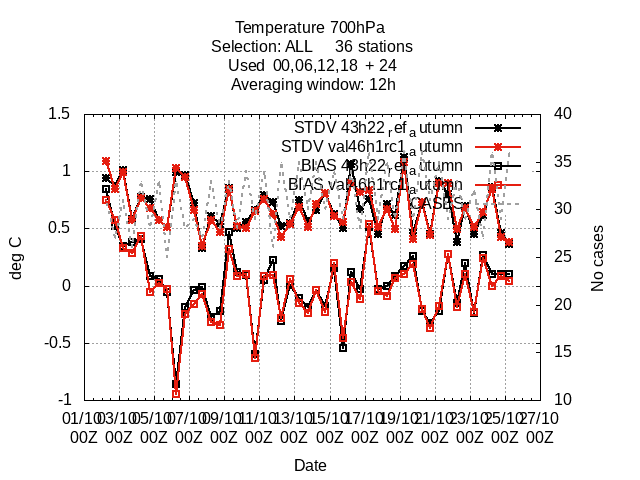 Temperature 700hPa
Selection: ALL 36 stations
Used 00,06,12,18 + 24
Averaging window: 12h
STDV 43h22refautumn
STDV val46h1rc1autumn
BIAS 43h22refautumn
BIAS val46h1rc1autumn
CASES
deg C
1.5
1
0.5
0
-0.5
-1
No cases
40
35
30
25
20
15
10
01/10 03/10 05/10 07/10 09/10 11/10 13/10 15/10 17/10 19/10 21/10 23/10 25/10 27/10
00Z 00Z 00Z 00Z 00Z 00Z 00Z 00Z 00Z 00Z 00Z 00Z 00Z 00Z
Date